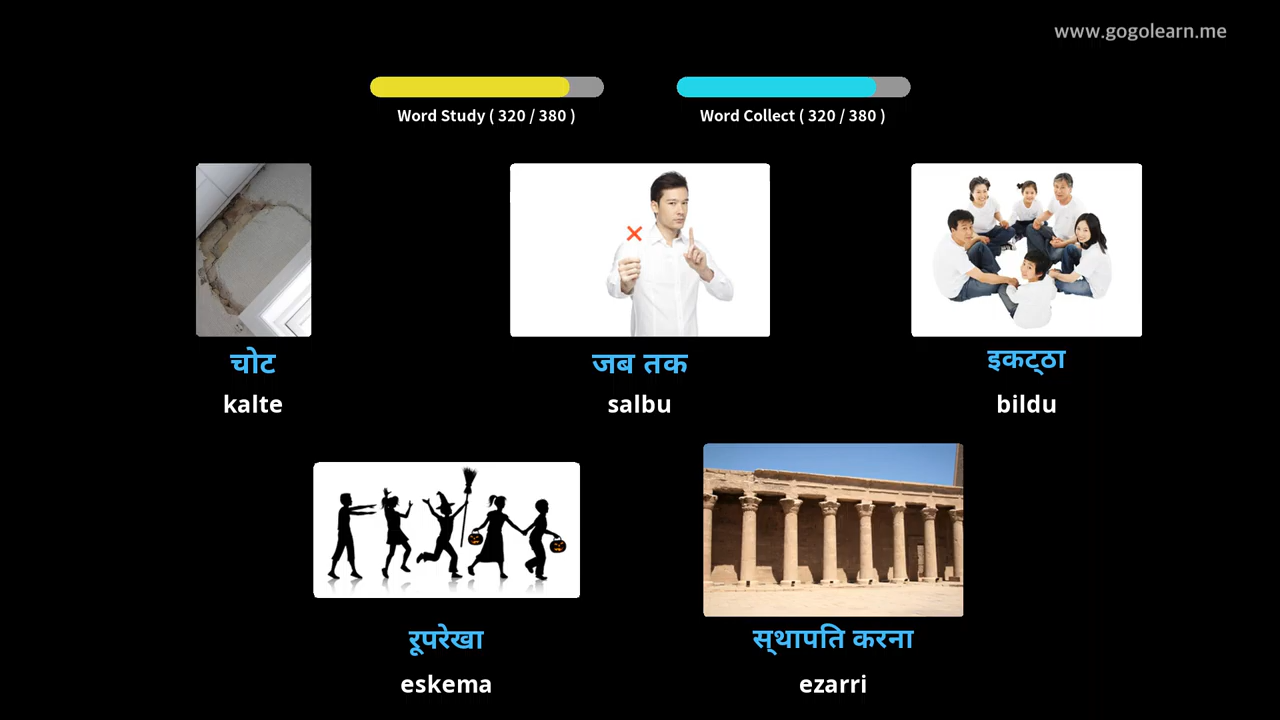 www.gogolearn.me
Word Study ( 320 / 380 )
Word Collect ( 320 / 380 )
चोट
kalte
जब तक
salbu
इकट्ठा
bildu
रूपरेखा
eskema
स्थापति करना
ezarri